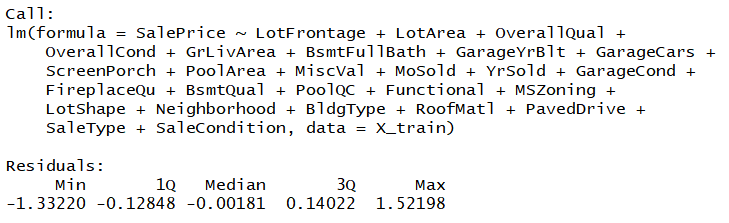 Call:
lm(formula = SalePrice ~ LotFrontage + LotArea + OverallQual +
    OverallCond + GrLivArea + BsmtFullBath + GarageYrBlt + GarageCars +
    ScreenPorch + PoolArea + MiscVal + MoSold + YrSold + GarageCond +
    FireplaceQu + BsmtQual + PoolQC + Functional + MSZoning +
    LotShape + Neighborhood + BldgType + RoofMatl + PavedDrive +
    SaleType + SaleCondition, data = X_train)
Residuals:
     Min       1Q   Median       3Q      Max
-1.33220 -0.12848 -0.00181  0.14022  1.52198